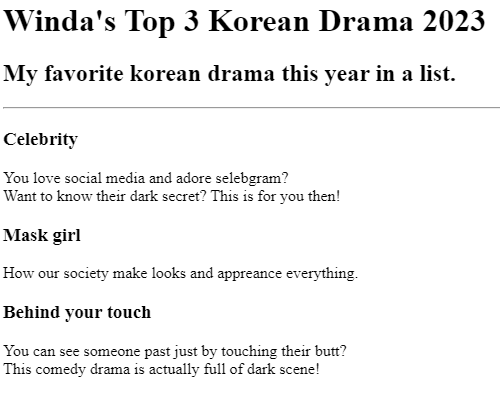 Winda's Top 3 Korean Drama 2023
My favorite korean drama this year in a list.
Celebrity
You love social media and adore selebgram?
Want to know their dark secret? This is for you then!
Mask girl
How our society make looks and appreance everything.
Behind your touch
You can see someone past just by touching their butt?
This comedy drama is actually full of dark scene!